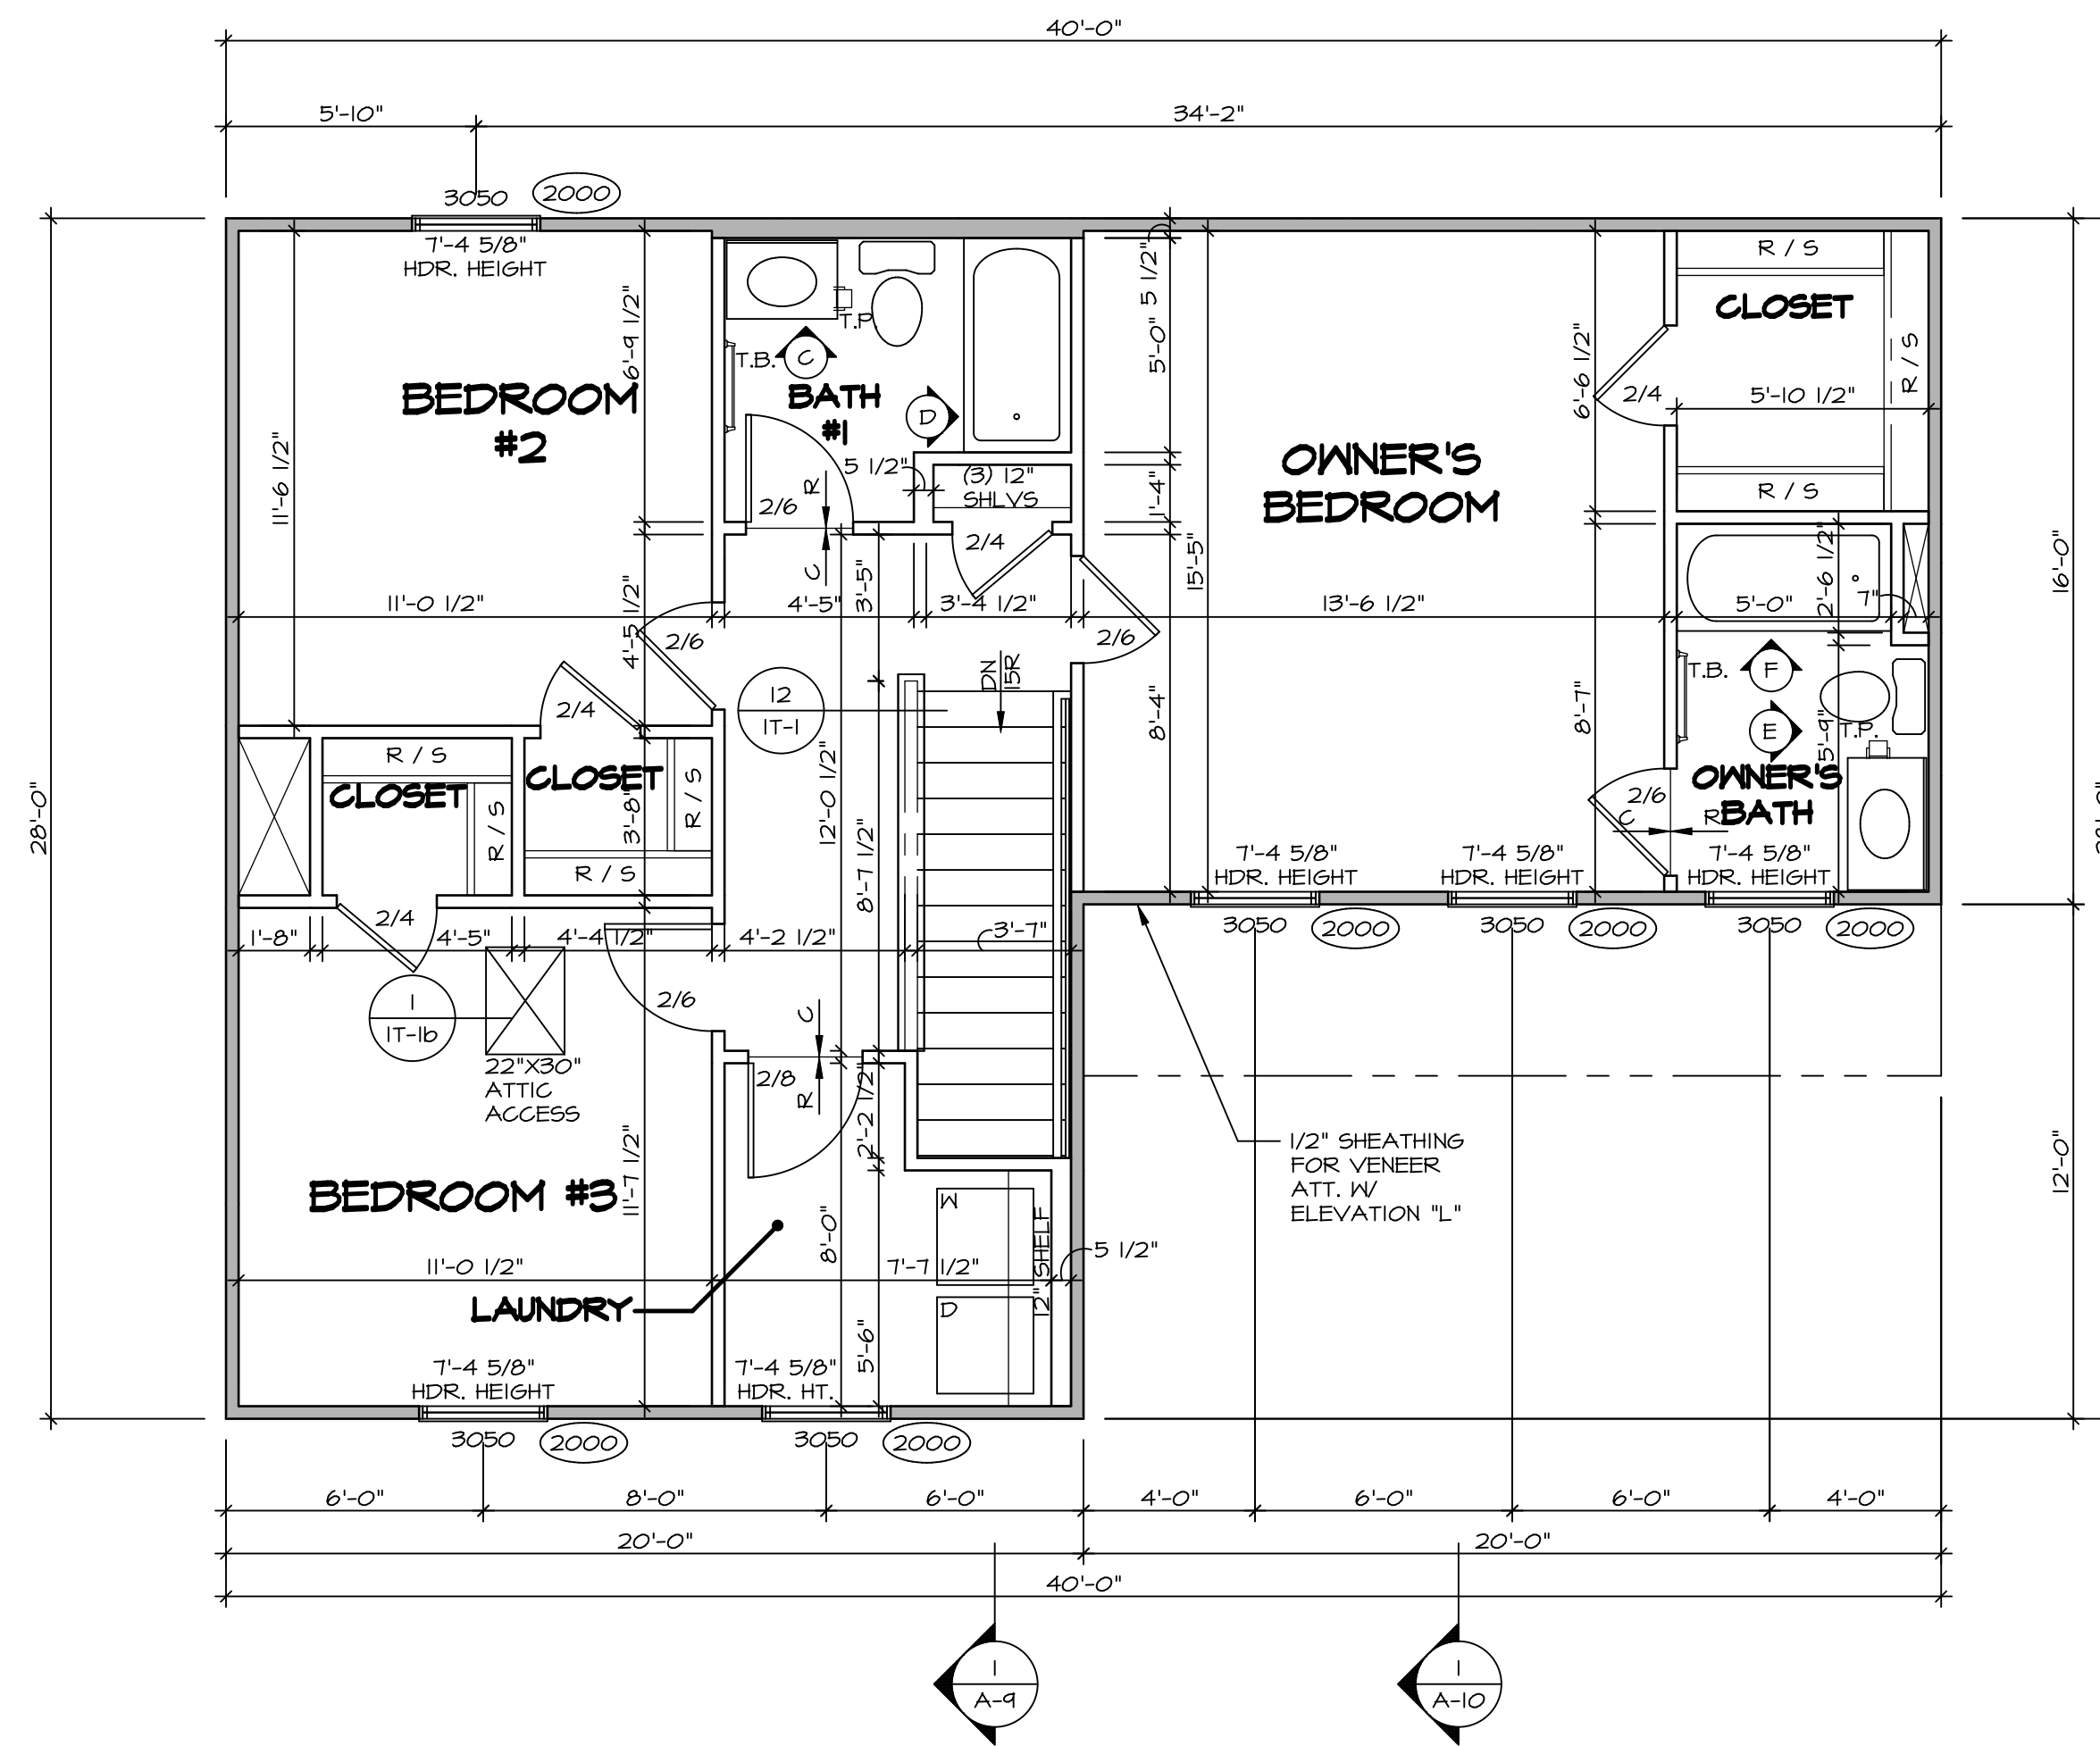 40'-0"
5'-10"
34'-2"
3050
2000
7'-4 5/8"
HDR. HEIGHT
R / S
CLOSET
R / S
5 1/2"
5'-0"
6'-9 1/2"
T.P.
T.B.
C
BATH
#1
D
BEDROOM
#2
11'-6 1/2"
6'-6 1/2"
2/4
5'-10 1/2"
OWNER'S
BEDROOM
5 1/2"
(3) 12"
SHLVS
1'-4"
R
2/6
C
2/4
R / S
15'-5"
16'-0"
11'-0 1/2"
4'-5 1/2"
4'-5"
3'-5"
3'-4 1/2"
13'-6 1/2"
5'-0"
2'-6 1/2"
7"
2/6
2/6
DN
15R
T.B.
F
E
T.P.
12
1T-1
2/4
8'-4"
8'-7"
5'-9"
R / S
CLOSET
R / S
CLOSET
R / S
R / S
3'-8"
12'-0 1/2"
8'-7 1/2"
28'-0"
OWNER'S
BATH
2/6
C
R
7'-4 5/8"
HDR. HEIGHT
7'-4 5/8"
HDR. HEIGHT
7'-4 5/8"
HDR. HEIGHT
3050
2000
3050
2000
3050
2000
2/4
1'-8"
4'-5"
4'-4 1/2"
4'-2 1/2"
3'-7"
1
1T-1b
2/6
C
22"X30"
ATTIC
ACCESS
2/8
R
2'-2 1/2"
11'-7 1/2"
BEDROOM #3
1/2" SHEATHING
FOR VENEER
ATT. W/
ELEVATION "L"
12'-0"
W
12" SHELF
8'-0"
5 1/2"
11'-0 1/2"
7'-7 1/2"
LAUNDRY
D
5'-6"
7'-4 5/8"
HDR. HEIGHT
7'-4 5/8"
HDR. HT.
3050
2000
3050
2000
6'-0"
8'-0"
6'-0"
4'-0"
6'-0"
6'-0"
4'-0"
20'-0"
20'-0"
40'-0"
1
A-9
1
A-10